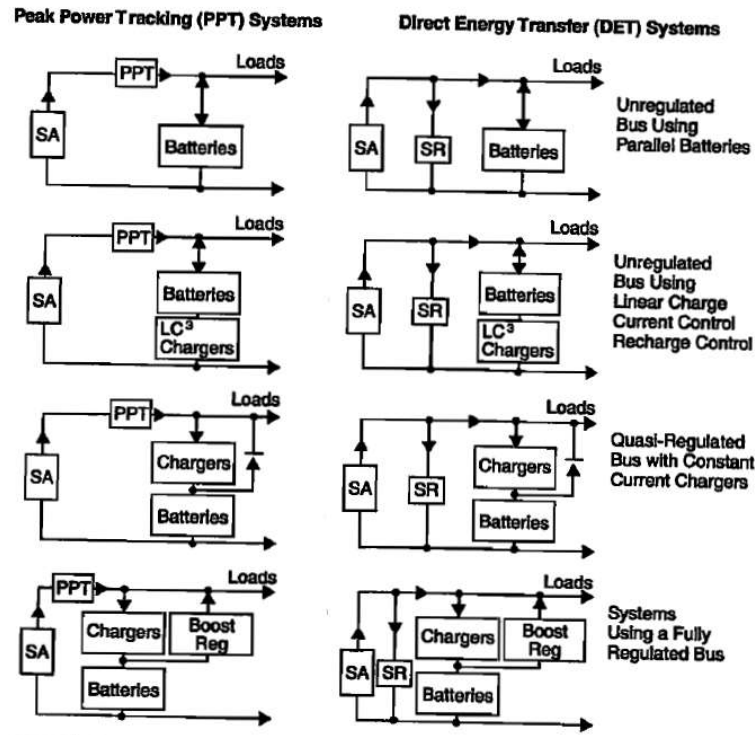 Peak Power Tracking (PPT) Systems
Direct Energy Transfer (DET) Systems
PPT
Loads
SA
Batteries
Loads
SA
SR
Batteries
Unregulated
Bus Using
Parallel Batteries
PPT
Loads
SA
Batteries
LC³
Chargers
Loads
SA
SR
Batteries
LC³
Chargers
Unregulated
Bus Using
Linear Charge
Current Control
Recharge Control
PPT
Loads
SA
Chargers
Batteries
Loads
SA
SR
Chargers
Batteries
Quasi-Regulated
Bus with Constant
Current Chargers
PPT
Loads
SA
Chargers
Boost
Reg
Batteries
Loads
SA
SR
Chargers
Boost
Reg
Batteries
Systems
Using a Fully
Regulated Bus